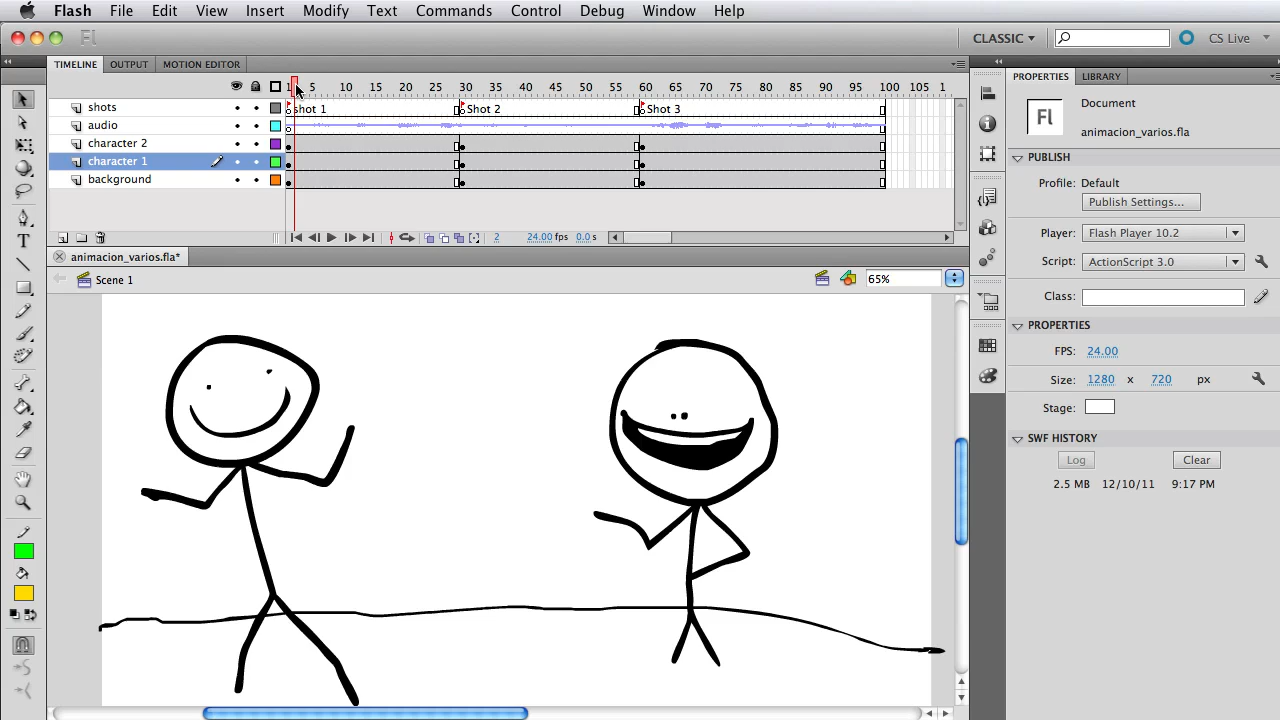 Flash File Edit View Insert Modify Text Commands Control Debug Window Help
Fl CLASSIC CS Live
TIMELINE OUTPUT MOTION EDITOR
1 5 10 15 20 25 30 35 40 45 50 55 60 65 70 75 80 85 90 95 100 105 1
shots Shot 1 Shot 2 Shot 3
audio
character 2
character 1
background
2 24.00 fps 0.0 s
animacion_varios.fla*
Scene 1 65%
PROPERTIES LIBRARY
Document
Fl
animacion_varios.fla
PUBLISH
Profile: Default
Publish Settings...
Player: Flash Player 10.2
Script: ActionScript 3.0
Class:
PROPERTIES
FPS: 24.00
Size: 1280 x 720 px
Stage:
SWF HISTORY
Log Clear
2.5 MB 12/10/11 9:17 PM
T